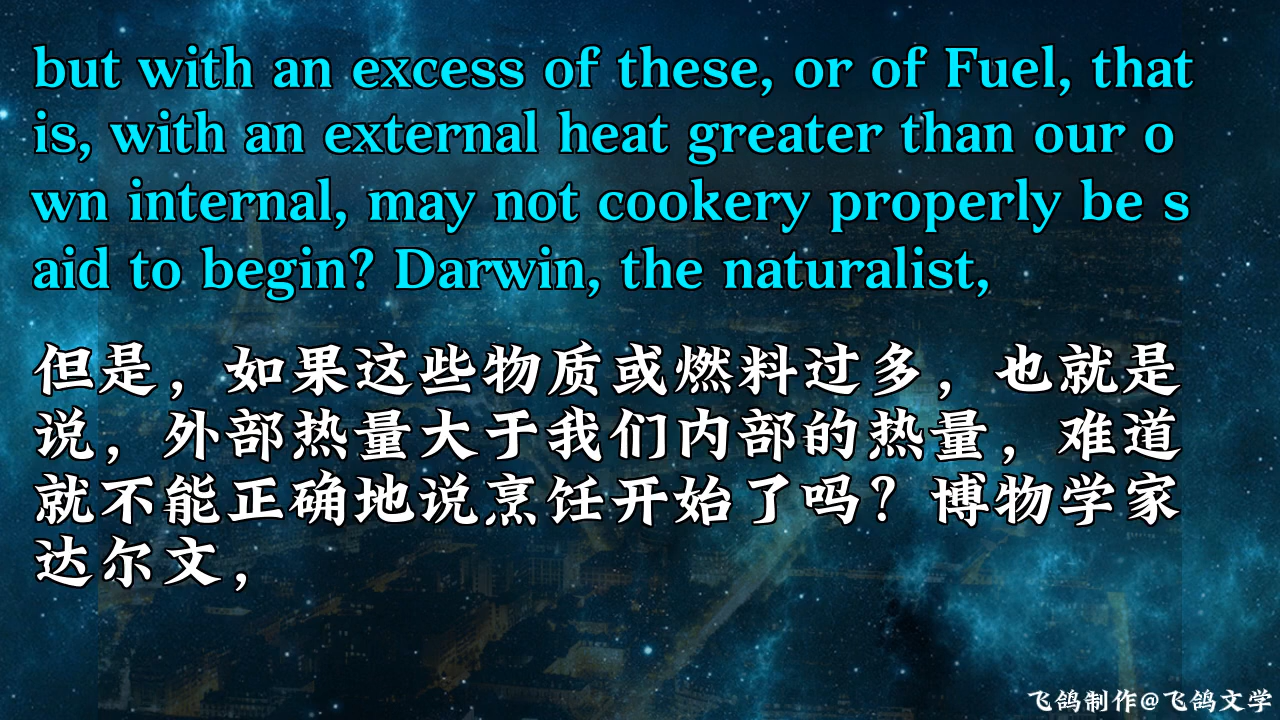 but with an excess of these, or of Fuel, that
is, with an external heat greater than our o
wn internal, may not cookery properly be s
aid to begin? Darwin, the naturalist,
但是，如果这些物质或燃料过多，也就是
说，外部热量大于我们内部的热量，难道
就不能正确地说烹饪开始了吗？博物学家
达尔文，
飞鸽制作@飞鸽文学